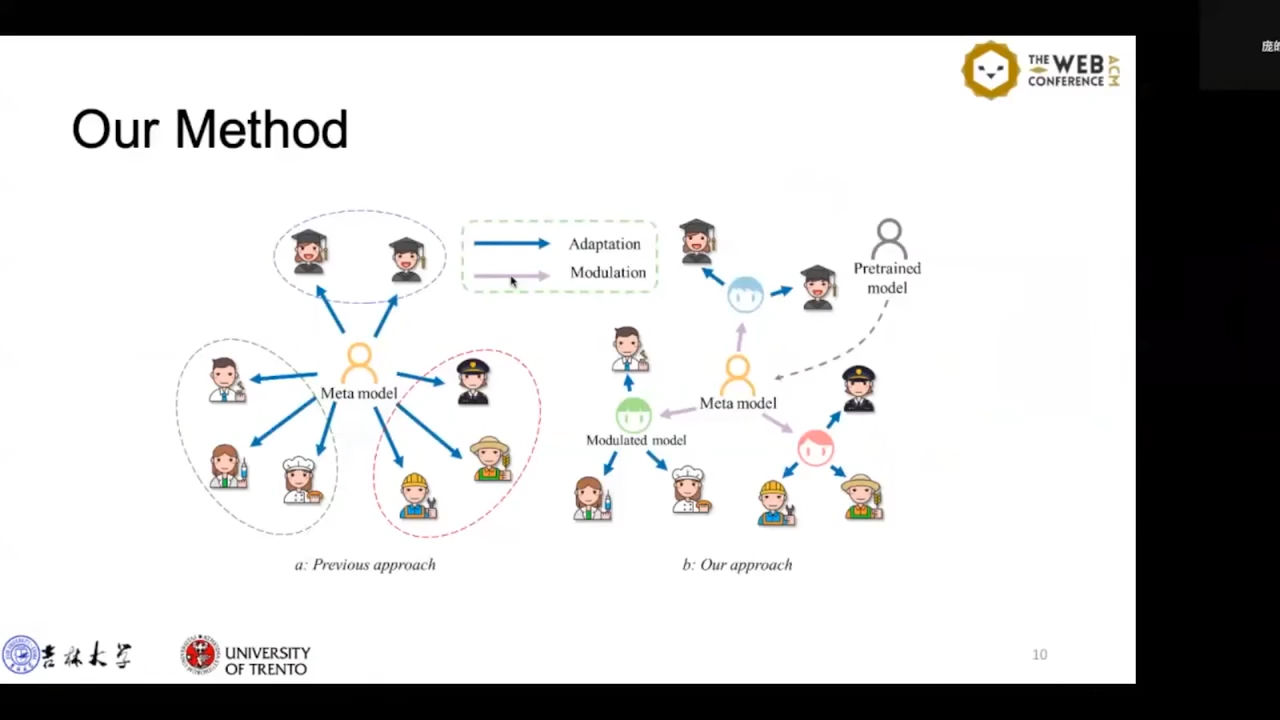 THE WEB
CONFERENCE
ACM
Our Method
Adaptation
Modulation
Pretrained
model
Meta model
Meta model
Modulated model
a: Previous approach
b: Our approach
吉林大学
UNIVERSITY
OF TRENTO
10